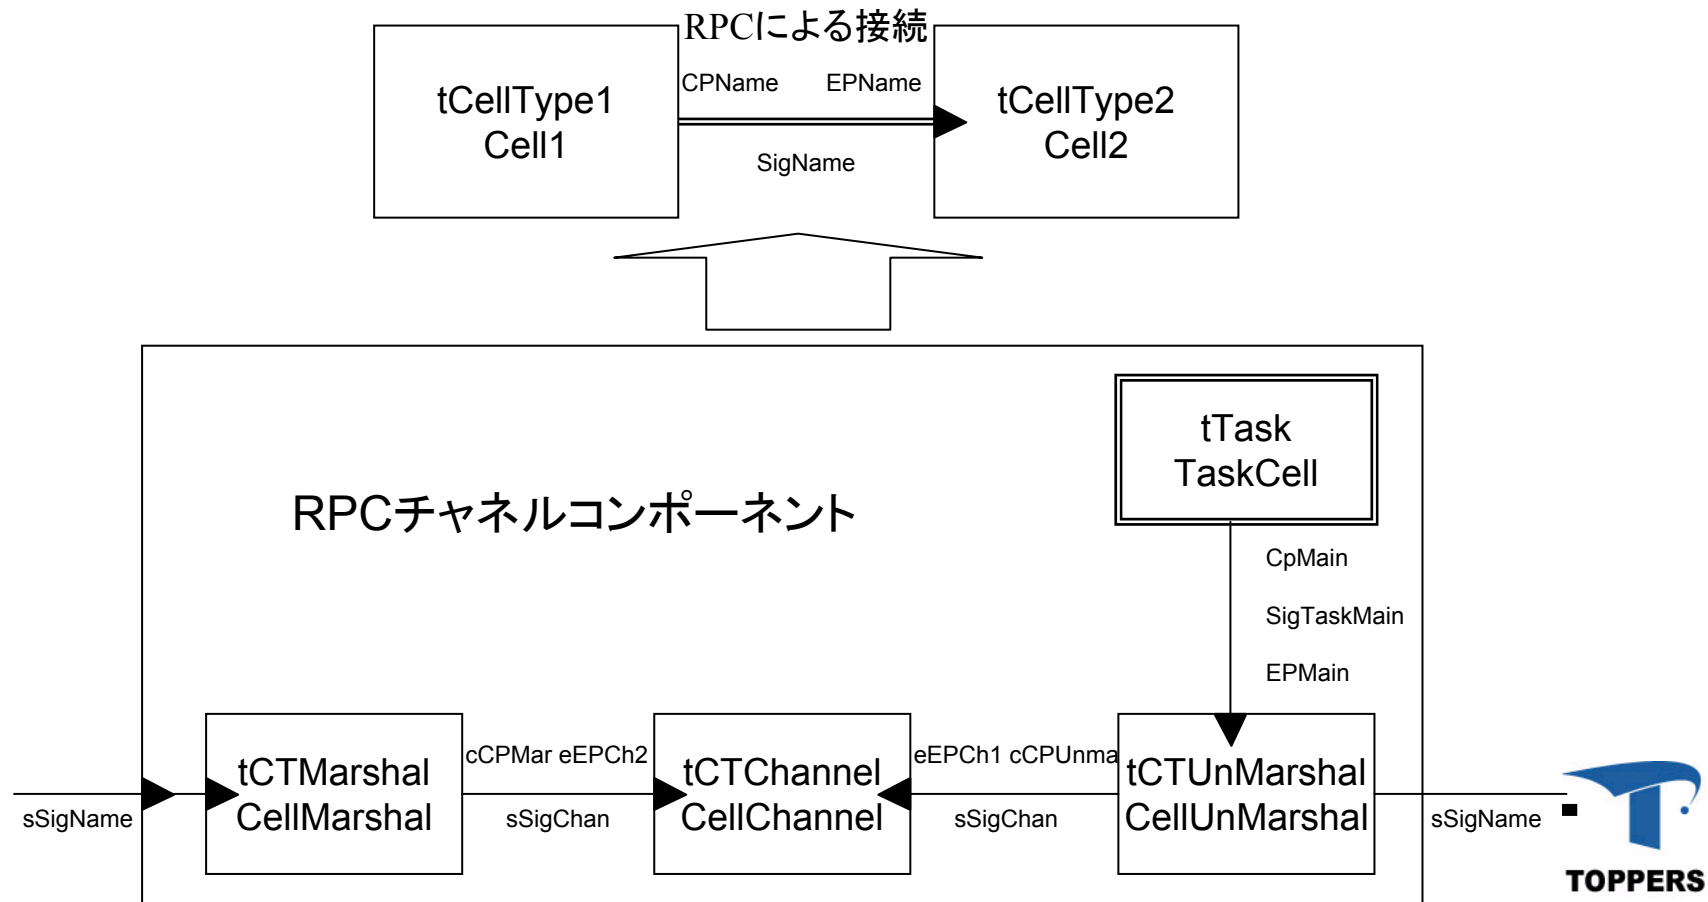 RPCによる接続
tCellType1
Cell1
CPName
EPName
SigName
tCellType2
Cell2
tTask
TaskCell
RPCチャネルコンポーネント
CpMain
SigTaskMain
EPMain
sSigName
tCTMarshal
CellMarshal
cCPMar eEPCh2
sSigChan
tCTChannel
CellChannel
eEPCh1 cCPUnma
sSigChan
tCTUnMarshal
CellUnMarshal
sSigName
TOPPERS